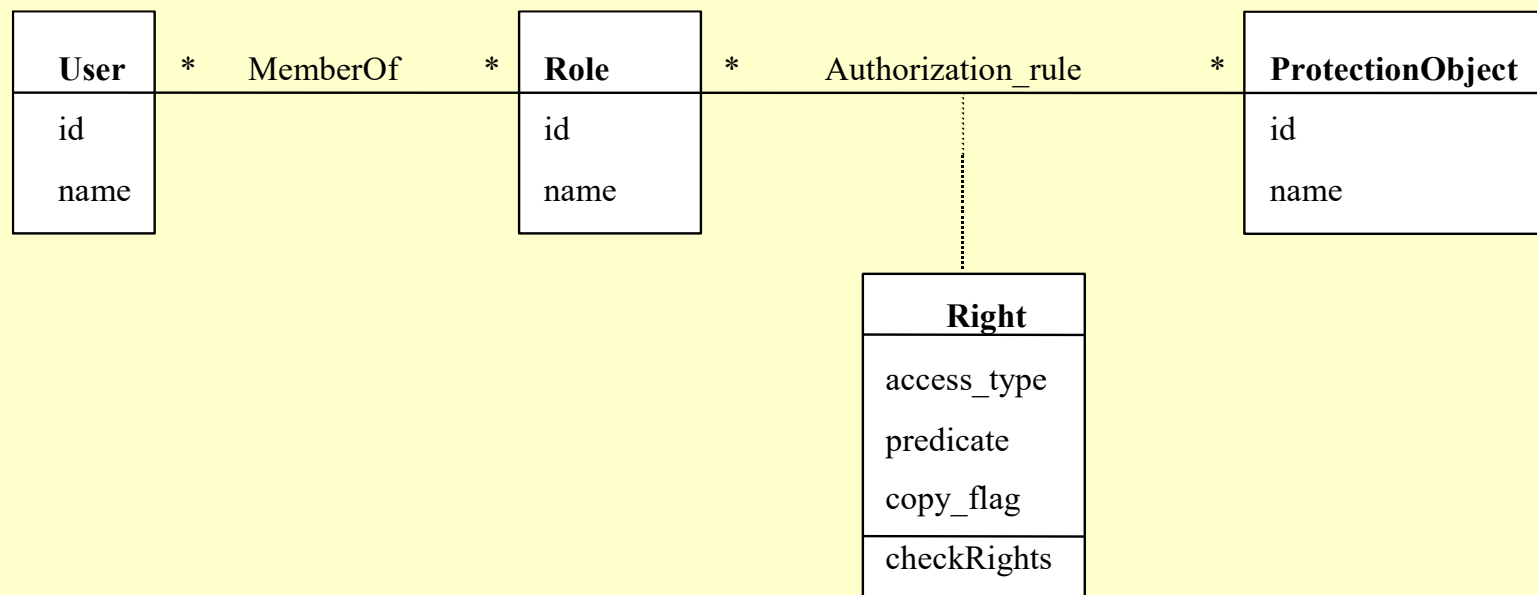 User * MemberOf * Role * Authorization_rule * ProtectionObject
id id id
name name name
Right
access_type
predicate
copy_flag
checkRights